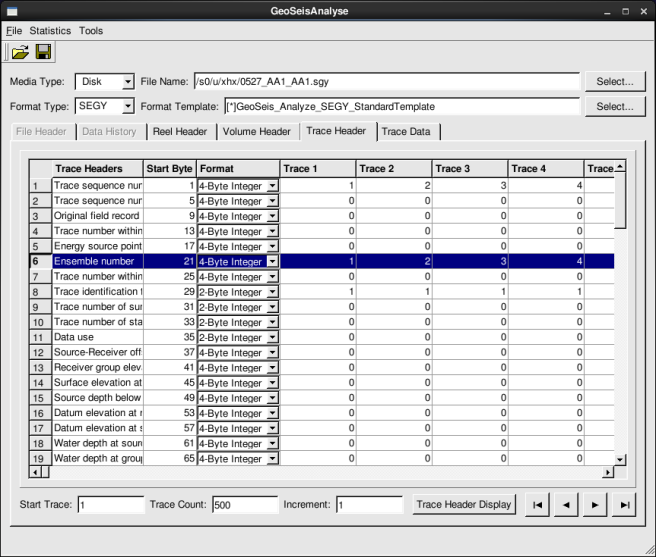 GeoSeisAnalyse
File Statistics Tools
Media Type: Disk File Name: /s0/u/xhx/0527_AA1_AA1.sgy Select...
Format Type: SEGY Format Template: [*]GeoSeis_Analyze_SEGY_StandardTemplate Select...
File Header Data History Reel Header Volume Header Trace Header Trace Data
Trace Headers Start Byte Format Trace 1 Trace 2 Trace 3 Trace 4 Trace
1 Trace sequence nur 1 4-Byte Integer 1 2 3 4
2 Trace sequence nur 5 4-Byte Integer 0 0 0 0
3 Original field record 9 4-Byte Integer 0 0 0 0
4 Trace number within 13 4-Byte Integer 0 0 0 0
5 Energy source point 17 4-Byte Integer 0 0 0 0
6 Ensemble number 21 4-Byte Integer 1 2 3 4
7 Trace number within 25 4-Byte Integer 0 0 0 0
8 Trace identification 29 2-Byte Integer 1 1 1 1
9 Trace number of sur 31 2-Byte Integer 0 0 0 0
10 Trace number of sta 33 2-Byte Integer 0 0 0 0
11 Data use 35 2-Byte Integer 0 0 0 0
12 Source-Receiver off 37 4-Byte Integer 0 0 0 0
13 Receiver group elev 41 4-Byte Integer 0 0 0 0
14 Surface elevation at 45 4-Byte Integer 0 0 0 0
15 Source depth below 49 4-Byte Integer 0 0 0 0
16 Datum elevation at r 53 4-Byte Integer 0 0 0 0
17 Datum elevation at s 57 4-Byte Integer 0 0 0 0
18 Water depth at sour 61 4-Byte Integer 0 0 0 0
19 Water depth at grou 65 4-Byte Integer 0 0 0 0
Start Trace: 1 Trace Count: 500 Increment: 1 Trace Header Display